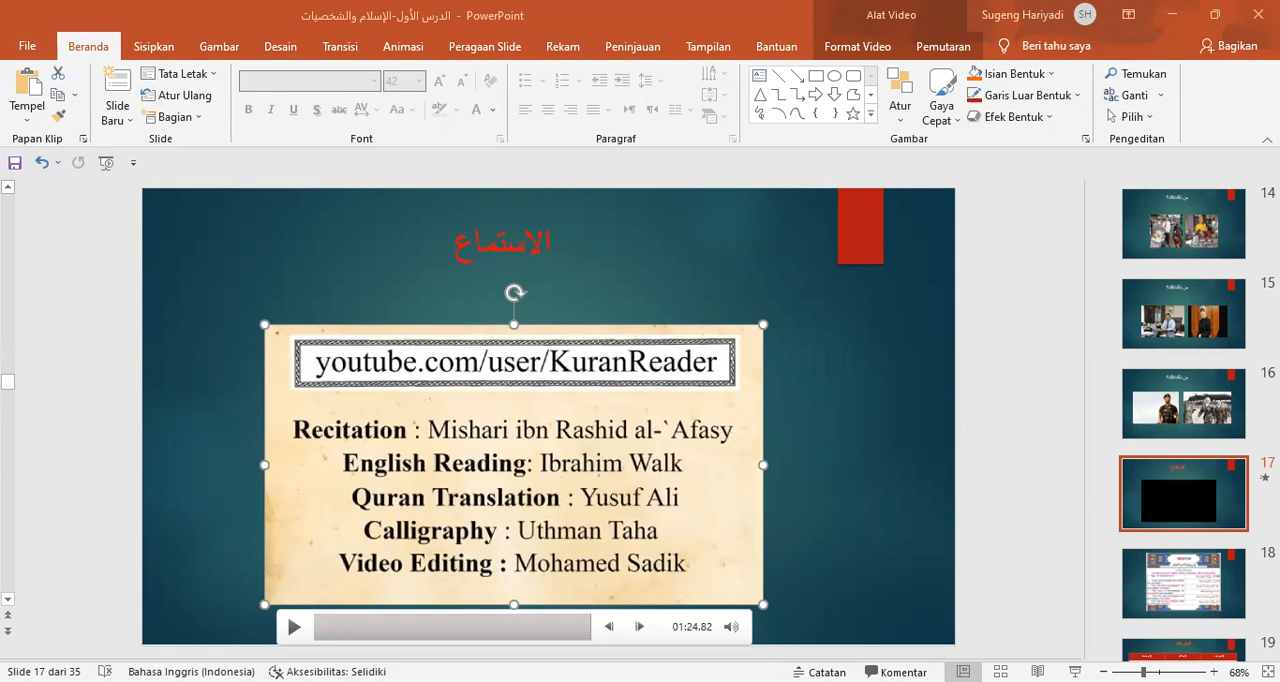 الدرس الأول-الإسلام والشخصيات - PowerPoint
Alat Video
Sugeng Hariyadi
SH
File
Beranda
Sisipkan
Gambar
Desain
Transisi
Animasi
Peragaan Slide
Rekam
Peninjauan
Tampilan
Bantuan
Format Video
Pemutaran
Beri tahu saya
Bagikan
Tempel
Slide Baru
Tata Letak
Atur Ulang
Bagian
42
Atur
Gaya Cepat
Isian Bentuk
Garis Luar Bentuk
Efek Bentuk
Temukan
Ganti
Pilih
Papan Klip
Slide
Font
Paragraf
Gambar
Pengeditan
الاستماع
youtube.com/user/KuranReader
Recitation : Mishari ibn Rashid al-`Afasy
English Reading: Ibrahim Walk
Quran Translation : Yusuf Ali
Calligraphy : Uthman Taha
Video Editing : Mohamed Sadik
01:24.82
14
15
16
17
الاستماع
18
19
Slide 17 dari 35
Bahasa Inggris (Indonesia)
Aksesibilitas: Selidiki
Catatan
Komentar
68%